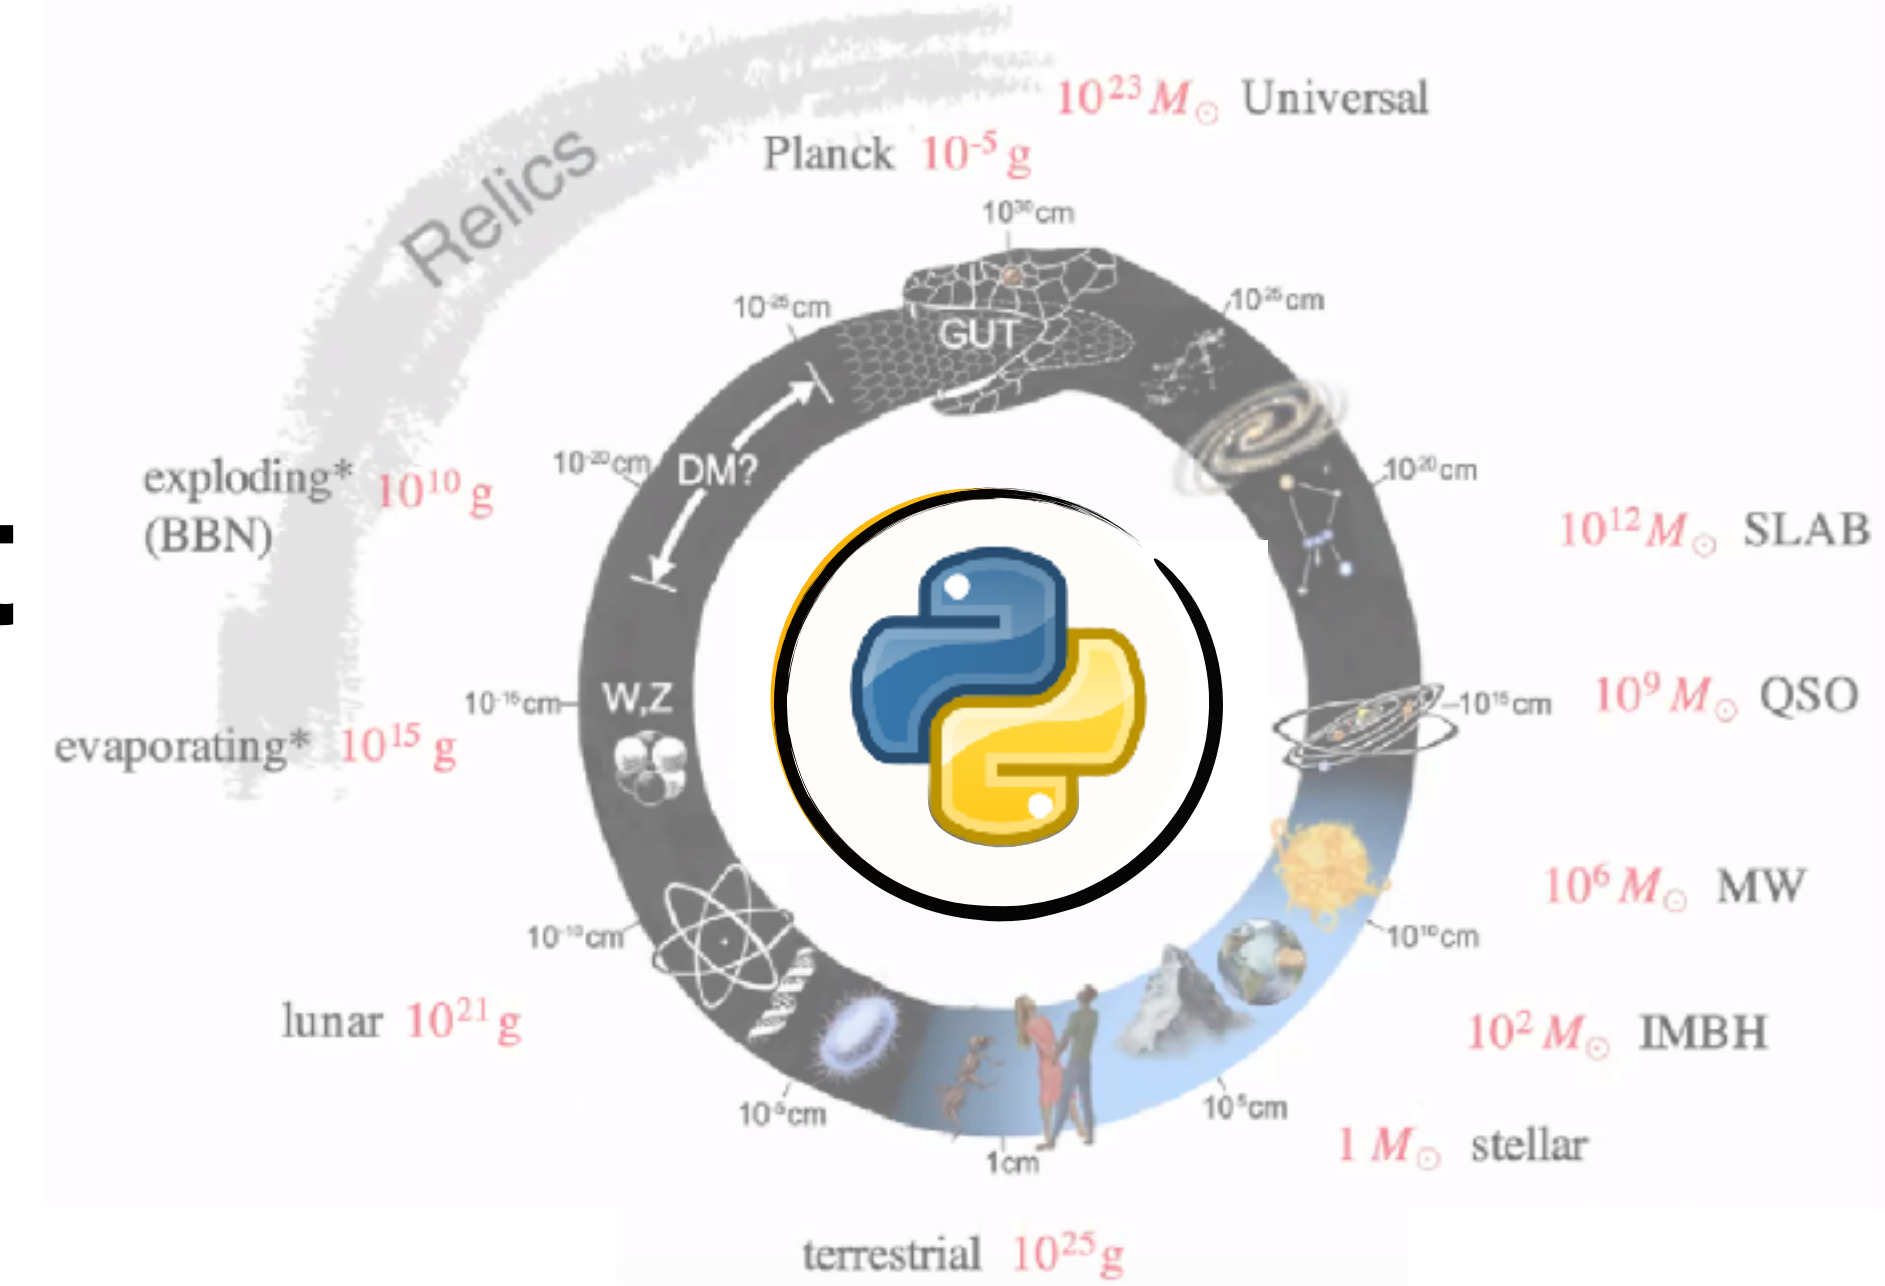 10²³ M☉ Universal
Planck 10⁻⁵ g
Relics
10³⁰cm
10⁻²⁵cm
10²⁵cm
GUT
exploding* 10¹⁰ g
(BBN)
10⁻²⁰cm
DM?
10²⁰cm
10¹² M☉ SLAB
10⁻¹⁵cm
W,Z
10¹⁵cm
10⁹ M☉ QSO
evaporating* 10¹⁵ g
10⁶ M☉ MW
10⁻¹⁰cm
10¹⁰cm
lunar 10²¹ g
10² M☉ IMBH
10⁻⁵cm
10⁵cm
1 M☉ stellar
1cm
terrestrial 10²⁵ g